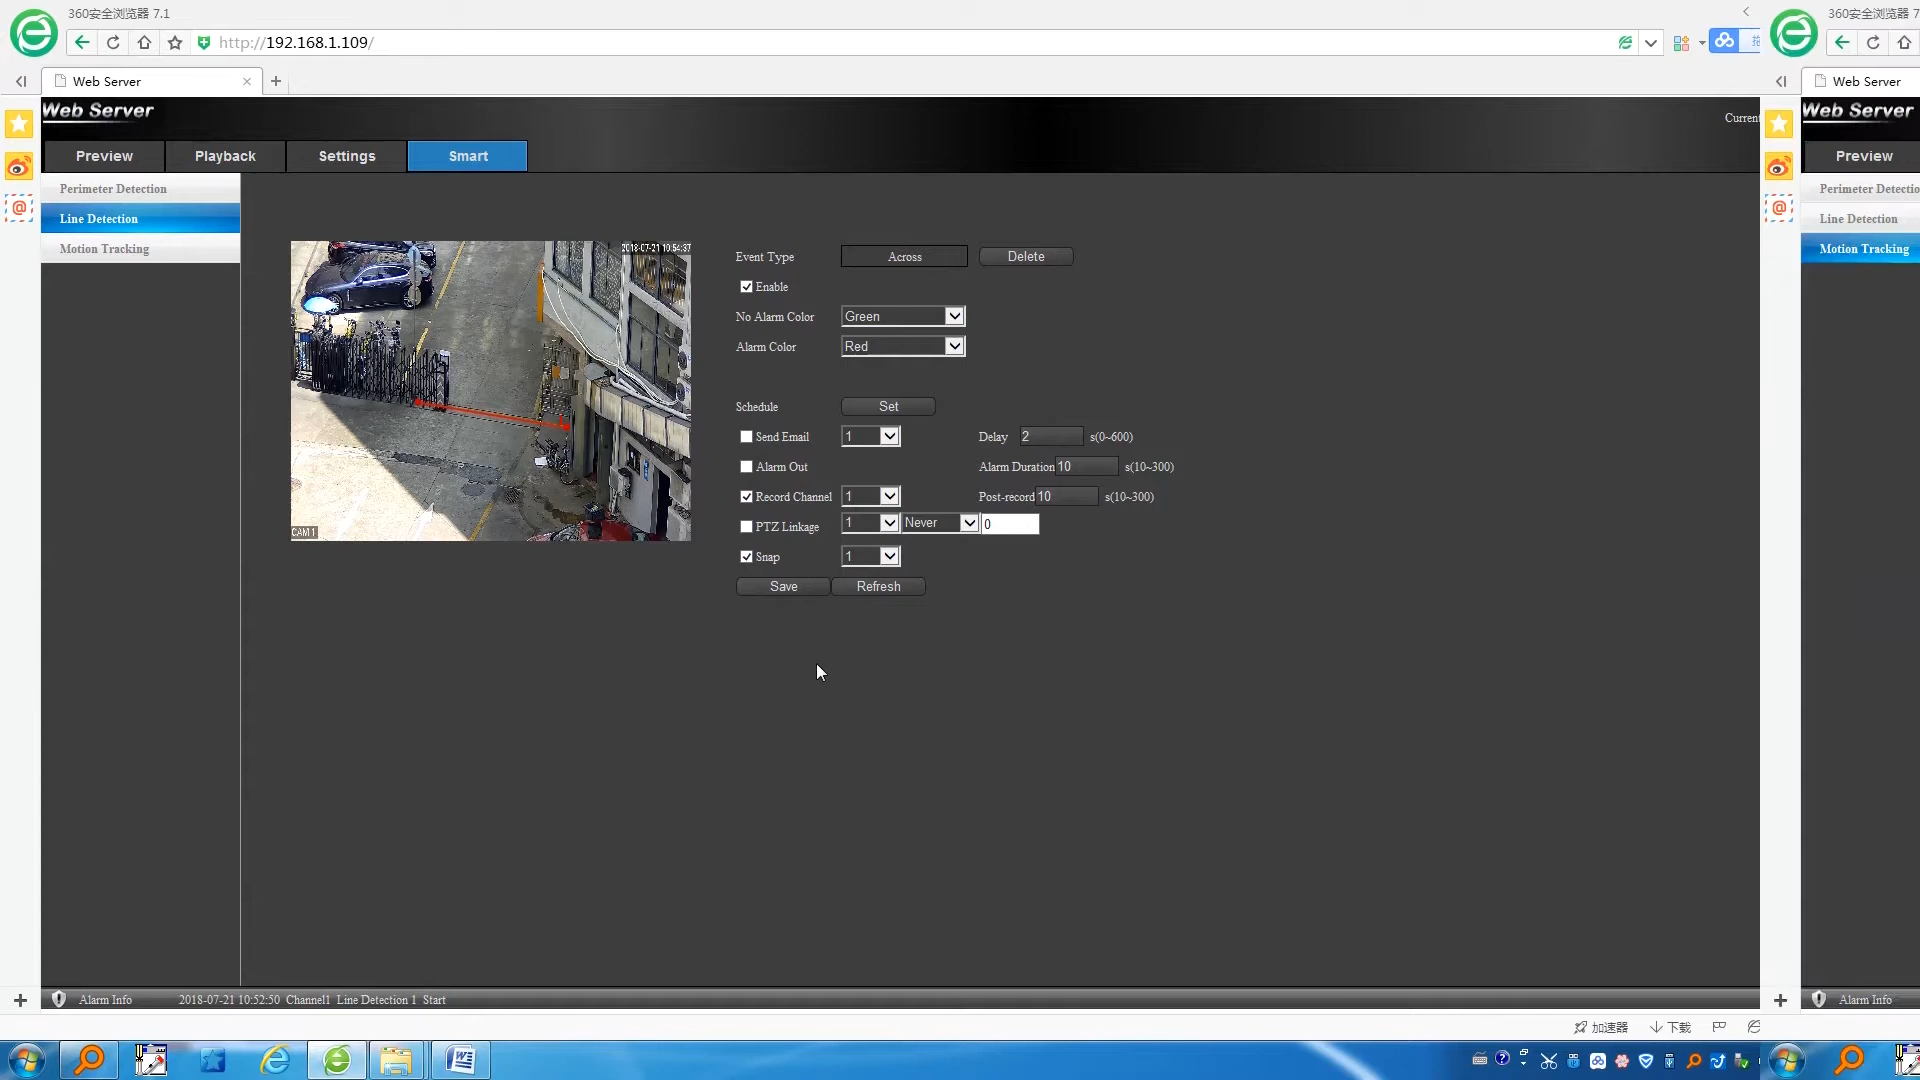 360安全浏览器 7.1
http://192.168.1.109/
Web Server
Web Server
Current
Preview
Playback
Settings
Smart
Perimeter Detection
Line Detection
Motion Tracking
2018-07-21 10:54:37
CAM 1
Event Type
Across
Delete
Enable
No Alarm Color
Green
Alarm Color
Red
Schedule
Set
Send Email
1
Delay
2
s(0~600)
Alarm Out
Alarm Duration
10
s(10~300)
Record Channel
1
Post-record
10
s(10~300)
PTZ Linkage
1
Never
0
Snap
1
Save
Refresh
Alarm Info
2018-07-21 10:52:50 Channel1 Line Detection 1 Start
加速器
下载
360安全浏览器 7
Web Server
Web Server
Preview
Perimeter Detectio
Line Detection
Motion Tracking
Alarm Info